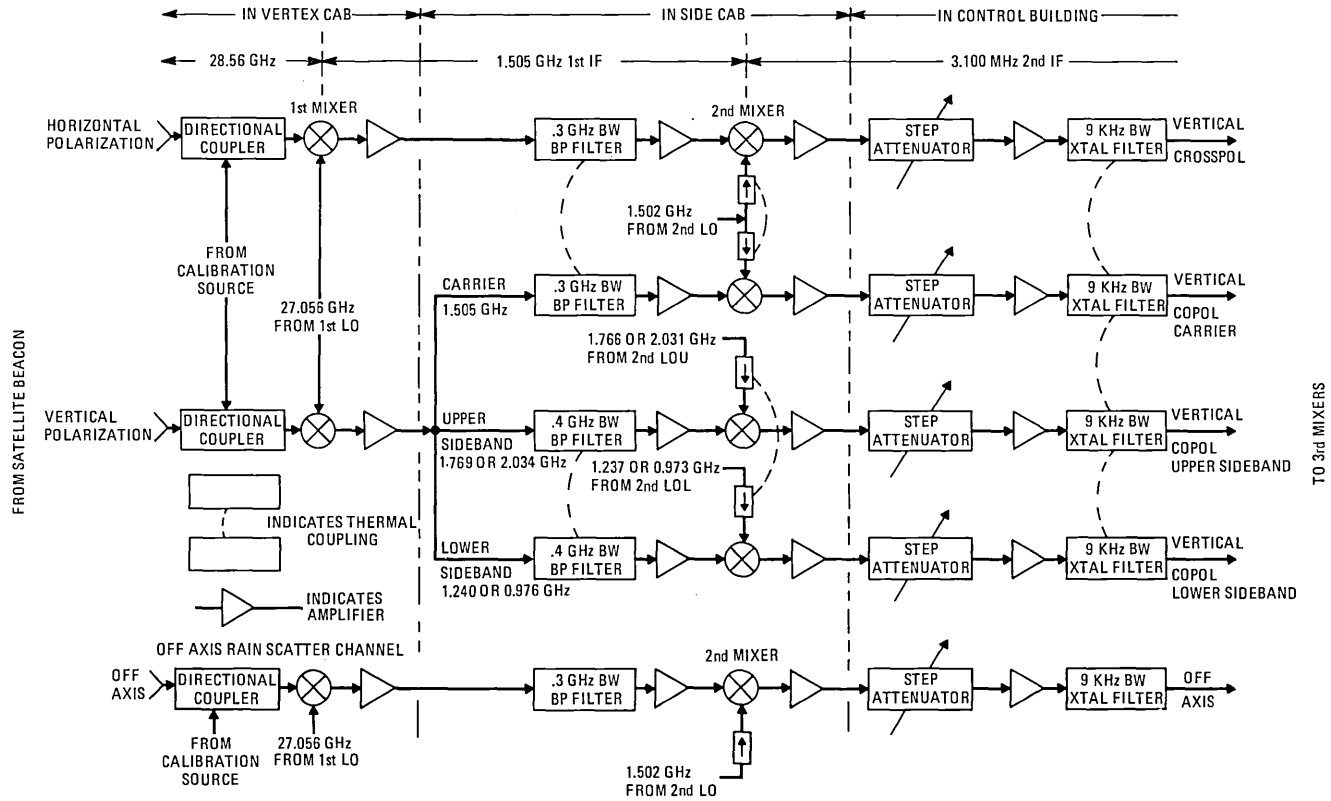 IN VERTEX CAB
IN SIDE CAB
IN CONTROL BUILDING
28.56 GHz
1.505 GHz 1st IF
3.100 MHz 2nd IF
1st MIXER
2nd MIXER
HORIZONTAL
POLARIZATION
DIRECTIONAL
COUPLER
.3 GHz BW
BP FILTER
STEP
ATTENUATOR
9 KHz BW
XTAL FILTER
VERTICAL
CROSSPOL
1.502 GHz
FROM 2nd LO
FROM
CALIBRATION
SOURCE
27.056 GHz
FROM 1st LO
CARRIER
1.505 GHz
.3 GHz BW
BP FILTER
STEP
ATTENUATOR
9 KHz BW
XTAL FILTER
VERTICAL
COPOL
CARRIER
1.766 OR 2.031 GHz
FROM 2nd LOU
FROM SATELLITE BEACON
VERTICAL
POLARIZATION
DIRECTIONAL
COUPLER
UPPER
SIDEBAND
1.769 OR 2.034 GHz
.4 GHz BW
BP FILTER
STEP
ATTENUATOR
9 KHz BW
XTAL FILTER
VERTICAL
COPOL
UPPER SIDEBAND
TO 3rd MIXERS
1.237 OR 0.973 GHz
FROM 2nd LOL
INDICATES THERMAL
COUPLING
LOWER
SIDEBAND
1.240 OR 0.976 GHz
.4 GHz BW
BP FILTER
STEP
ATTENUATOR
9 KHz BW
XTAL FILTER
VERTICAL
COPOL
LOWER SIDEBAND
INDICATES
AMPLIFIER
OFF AXIS RAIN SCATTER CHANNEL
2nd MIXER
OFF
AXIS
DIRECTIONAL
COUPLER
.3 GHz BW
BP FILTER
STEP
ATTENUATOR
9 KHz BW
XTAL FILTER
OFF
AXIS
FROM
CALIBRATION
SOURCE
27.056 GHz
FROM 1st LO
1.502 GHz
FROM 2nd LO